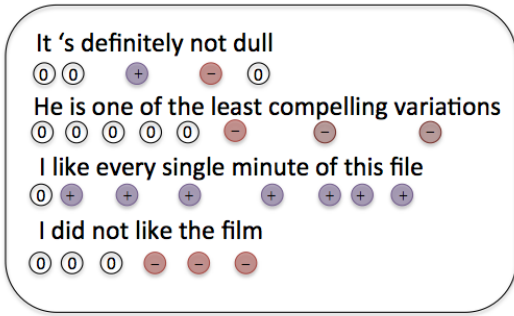 It ‘s definitely not dull
0 0 + − 0
He is one of the least compelling variations
0 0 0 0 0 − − −
I like every single minute of this file
0 + + + + + + +
I did not like the film
0 0 0 − − −